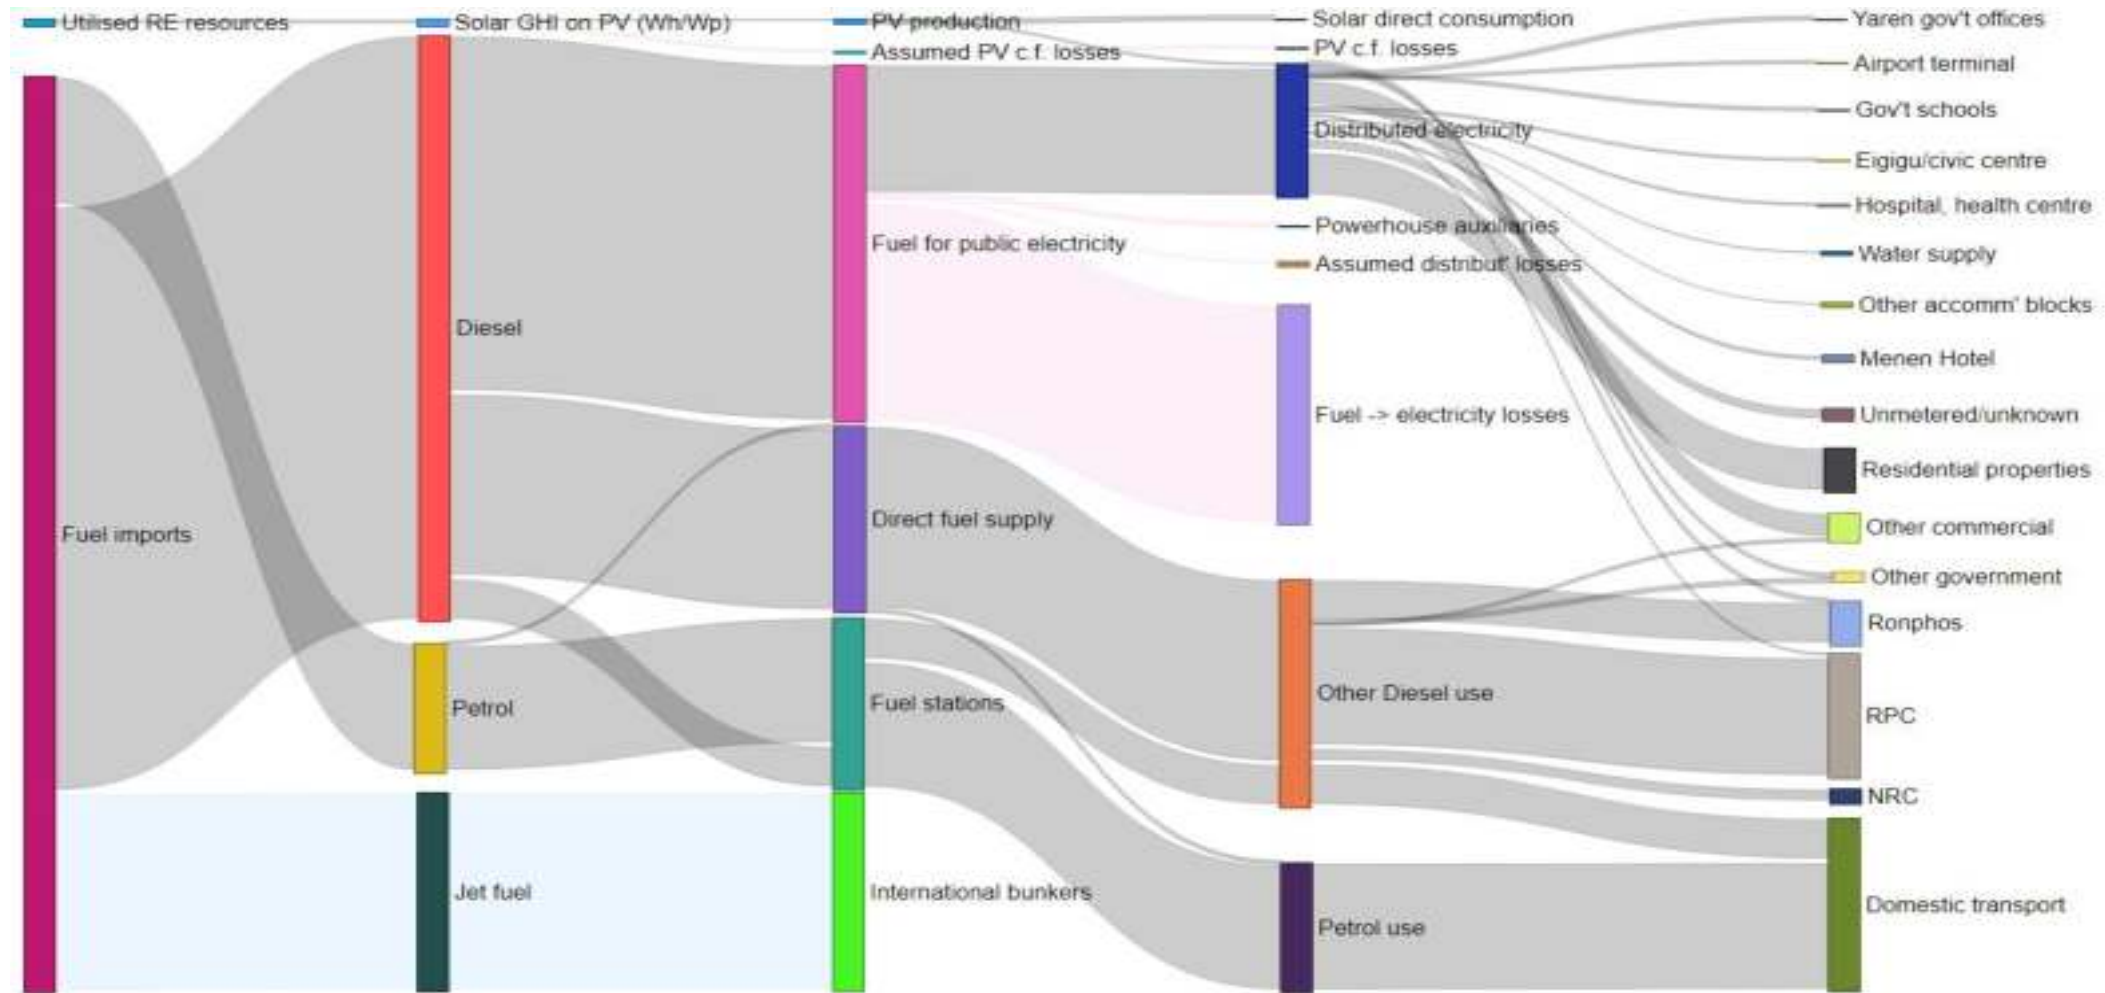 Utilised RE resources
Fuel imports
Solar GHI on PV (Wh/Wp)
Diesel
Petrol
Jet fuel
PV production
Assumed PV c.f. losses
Fuel for public electricity
Direct fuel supply
Fuel stations
International bunkers
Solar direct consumption
PV c.f. losses
Distributed electricity
Powerhouse auxiliaries
Assumed distribut' losses
Fuel -> electricity losses
Other Diesel use
Petrol use
Yaren gov't offices
Airport terminal
Gov't schools
Eigigu/civic centre
Hospital, health centre
Water supply
Other accomm' blocks
Menen Hotel
Unmetered/unknown
Residential properties
Other commercial
Other government
Ronphos
RPC
NRC
Domestic transport